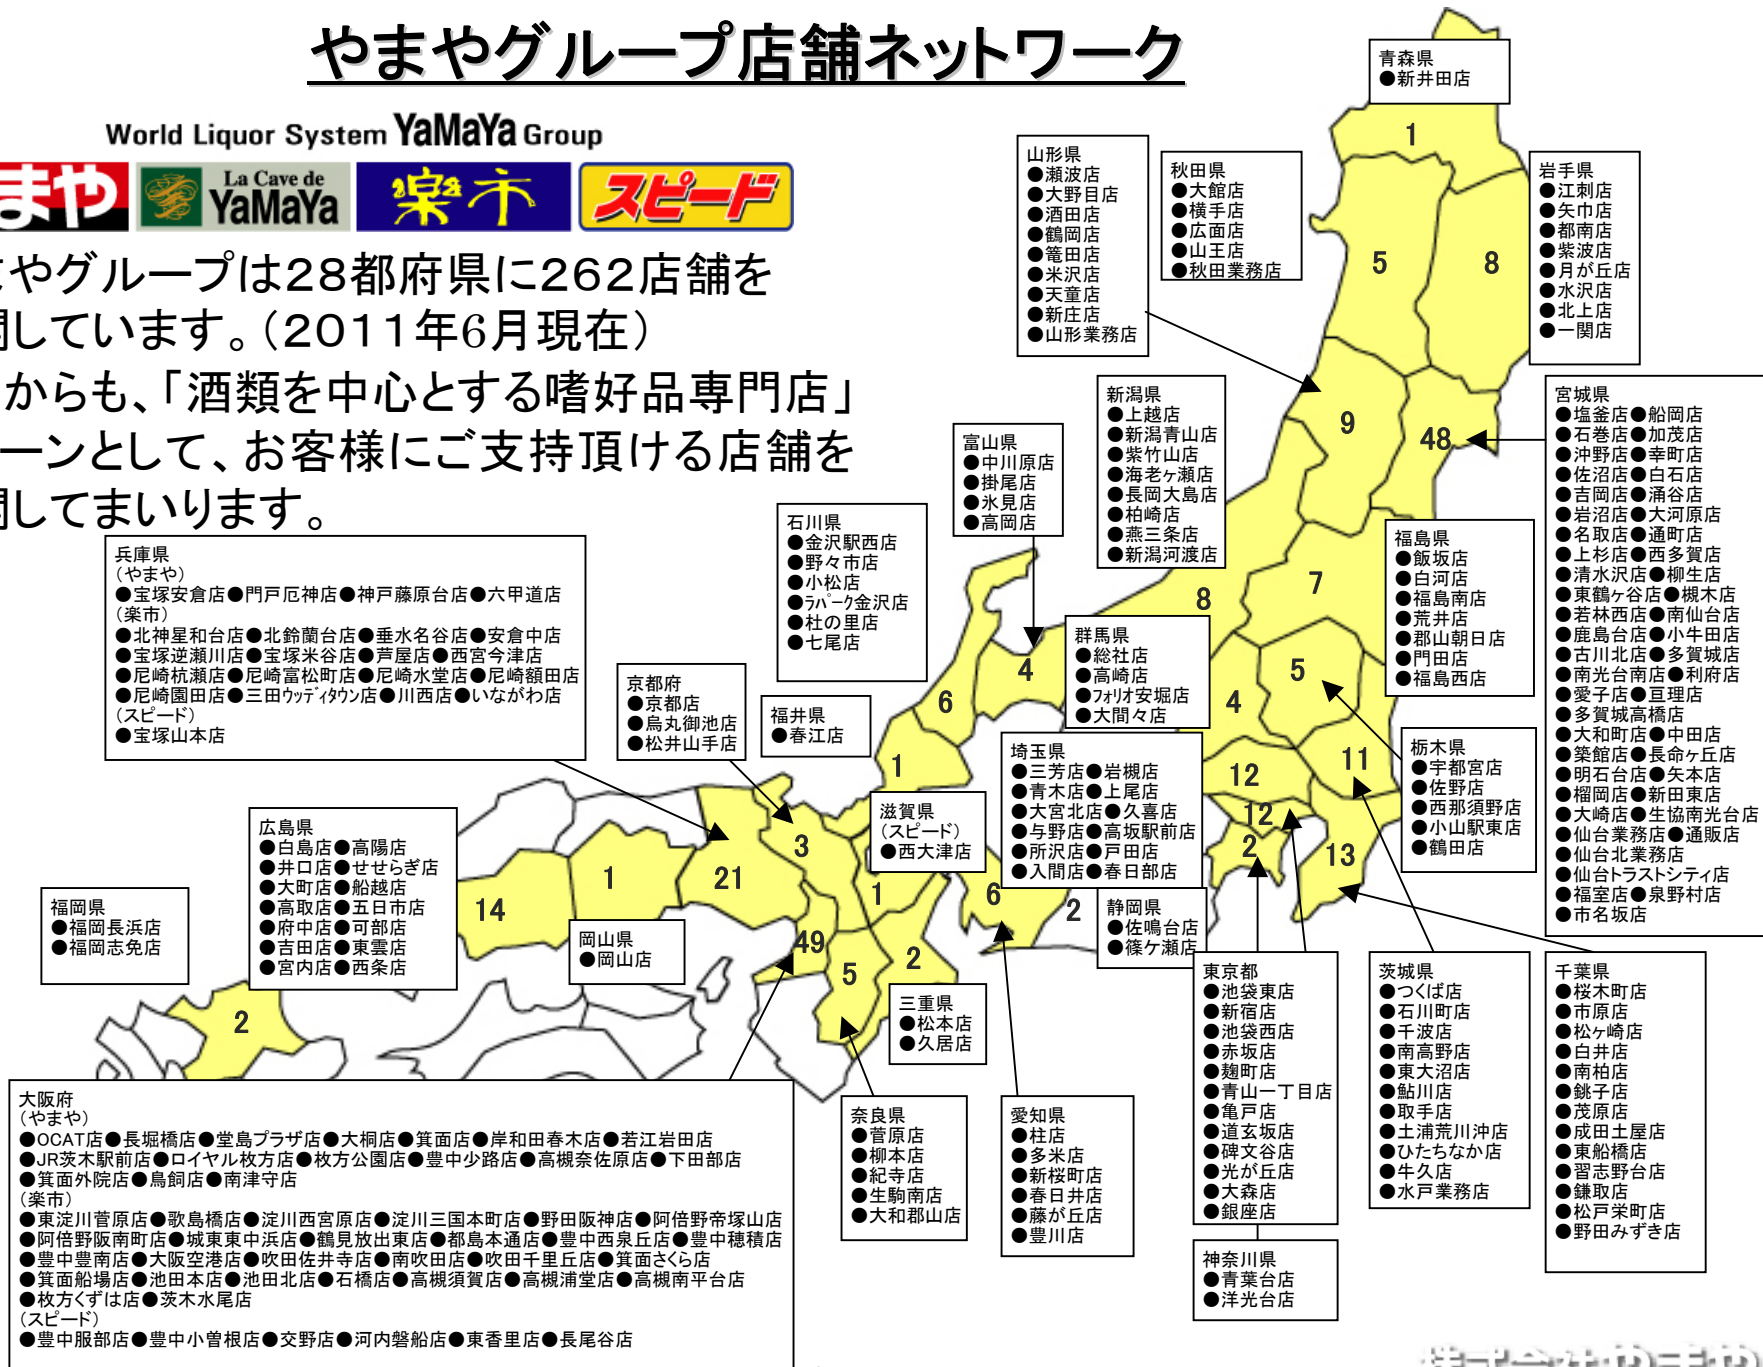 やまやグループ店舗ネットワーク
World Liquor System YaMaYa Group
まや
La Cave de
YaMaYa
楽市
スピード
まやグループは28都府県に262店舗を
開しています。（2011年6月現在）
からも、「酒類を中心とする嗜好品専門店」
ーンとして、お客様にご支持頂ける店舗を
開してまいります。
青森県
●新井田店
1
山形県
●瀬波店
●大野目店
●酒田店
●鶴岡店
●篭田店
●米沢店
●天童店
●新庄店
●山形業務店
秋田県
●大館店
●横手店
●広面店
●山王店
●秋田業務店
岩手県
●江刺店
●矢巾店
●都南店
●紫波店
●月が丘店
●水沢店
●北上店
●一関店
5
8
9
48
宮城県
●塩釜店●船岡店
●石巻店●加茂店
●沖野店●幸町店
●佐沼店●白石店
●吉岡店●涌谷店
●岩沼店●大河原店
●名取店●通町店
●上杉店●西多賀店
●清水沢店●柳生店
●東鶴ヶ谷店●槻木店
●若林西店●南仙台店
●鹿島台店●小牛田店
●古川北店●多賀城店
●南光台南店●利府店
●愛子店●亘理店
●多賀城高橋店
●大和町店●中田店
●築館店●長命ヶ丘店
●明石台店●矢本店
●榴岡店●新田東店
●大崎店●生協南光台店
●仙台業務店●通販店
●仙台北業務店
●仙台トラストシティ店
●福室店●泉野村店
●市名坂店
新潟県
●上越店
●新潟青山店
●紫竹山店
●海老ヶ瀬店
●長岡大島店
●柏崎店
●燕三条店
●新潟河渡店
富山県
●中川原店
●掛尾店
●氷見店
●高岡店
石川県
●金沢駅西店
●野々市店
●小松店
●ﾗﾊﾟｰｸ金沢店
●杜の里店
●七尾店
福島県
●飯坂店
●白河店
●福島南店
●荒井店
●郡山朝日店
●門田店
●福島西店
7
8
兵庫県
（やまや）
●宝塚安倉店●門戸厄神店●神戸藤原台店●六甲道店
（楽市）
●北神星和台店●北鈴蘭台店●垂水名谷店●安倉中店
●宝塚逆瀬川店●宝塚米谷店●芦屋店●西宮今津店
●尼崎杭瀬店●尼崎富松町店●尼崎水堂店●尼崎額田店
●尼崎園田店●三田ｳｯﾃﾞｨﾀｳﾝ店●川西店●いながわ店
（スピード）
●宝塚山本店
京都府
●京都店
●烏丸御池店
●松井山手店
福井県
●春江店
群馬県
●総社店
●高崎店
●ﾌｫﾘｵ安堀店
●大間々店
4
6
1
4
5
11
12
12
2
13
埼玉県
●三芳店●岩槻店
●青木店●上尾店
●大宮北店●久喜店
●与野店●高坂駅前店
●所沢店●戸田店
●入間店●春日部店
栃木県
●宇都宮店
●佐野店
●西那須野店
●小山駅東店
●鶴田店
滋賀県
（スピード）
●西大津店
広島県
●白島店●高陽店
●井口店●せせらぎ店
●大町店●船越店
●高取店●五日市店
●府中店●可部店
●吉田店●東雲店
●宮内店●西条店
福岡県
●福岡長浜店
●福岡志免店
岡山県
●岡山店
14
1
21
3
1
49
5
2
6
2
2
静岡県
●佐鳴台店
●篠ケ瀬店
三重県
●松本店
●久居店
東京都
●池袋東店
●新宿店
●池袋西店
●赤坂店
●麹町店
●青山一丁目店
●亀戸店
●道玄坂店
●碑文谷店
●光が丘店
●大森店
●銀座店
茨城県
●つくば店
●石川町店
●千波店
●南高野店
●東大沼店
●鮎川店
●取手店
●土浦荒川沖店
●ひたちなか店
●牛久店
●水戸業務店
千葉県
●桜木町店
●市原店
●松ヶ崎店
●白井店
●南柏店
●銚子店
●茂原店
●成田土屋店
●東船橋店
●習志野台店
●鎌取店
●松戸栄町店
●野田みずき店
大阪府
（やまや）
●OCAT店●長堀橋店●堂島プラザ店●大桐店●箕面店●岸和田春木店●若江岩田店
●JR茨木駅前店●ロイヤル枚方店●枚方公園店●豊中少路店●高槻奈佐原店●下田部店
●箕面外院店●鳥飼店●南津守店
（楽市）
●東淀川菅原店●歌島橋店●淀川西宮原店●淀川三国本町店●野田阪神店●阿倍野帝塚山店
●阿倍野阪南町店●城東東中浜店●鶴見放出東店●都島本通店●豊中西泉丘店●豊中穂積店
●豊中豊南店●大阪空港店●吹田佐井寺店●南吹田店●吹田千里丘店●箕面さくら店
●箕面船場店●池田本店●池田北店●石橋店●高槻須賀店●高槻浦堂店●高槻南平台店
●枚方くずは店●茨木水尾店
（スピード）
●豊中服部店●豊中小曽根店●交野店●河内磐船店●東香里店●長尾谷店
奈良県
●菅原店
●柳本店
●紀寺店
●生駒南店
●大和郡山店
愛知県
●柱店
●多米店
●新桜町店
●春日井店
●藤が丘店
●豊川店
神奈川県
●青葉台店
●洋光台店
株式会社やまや